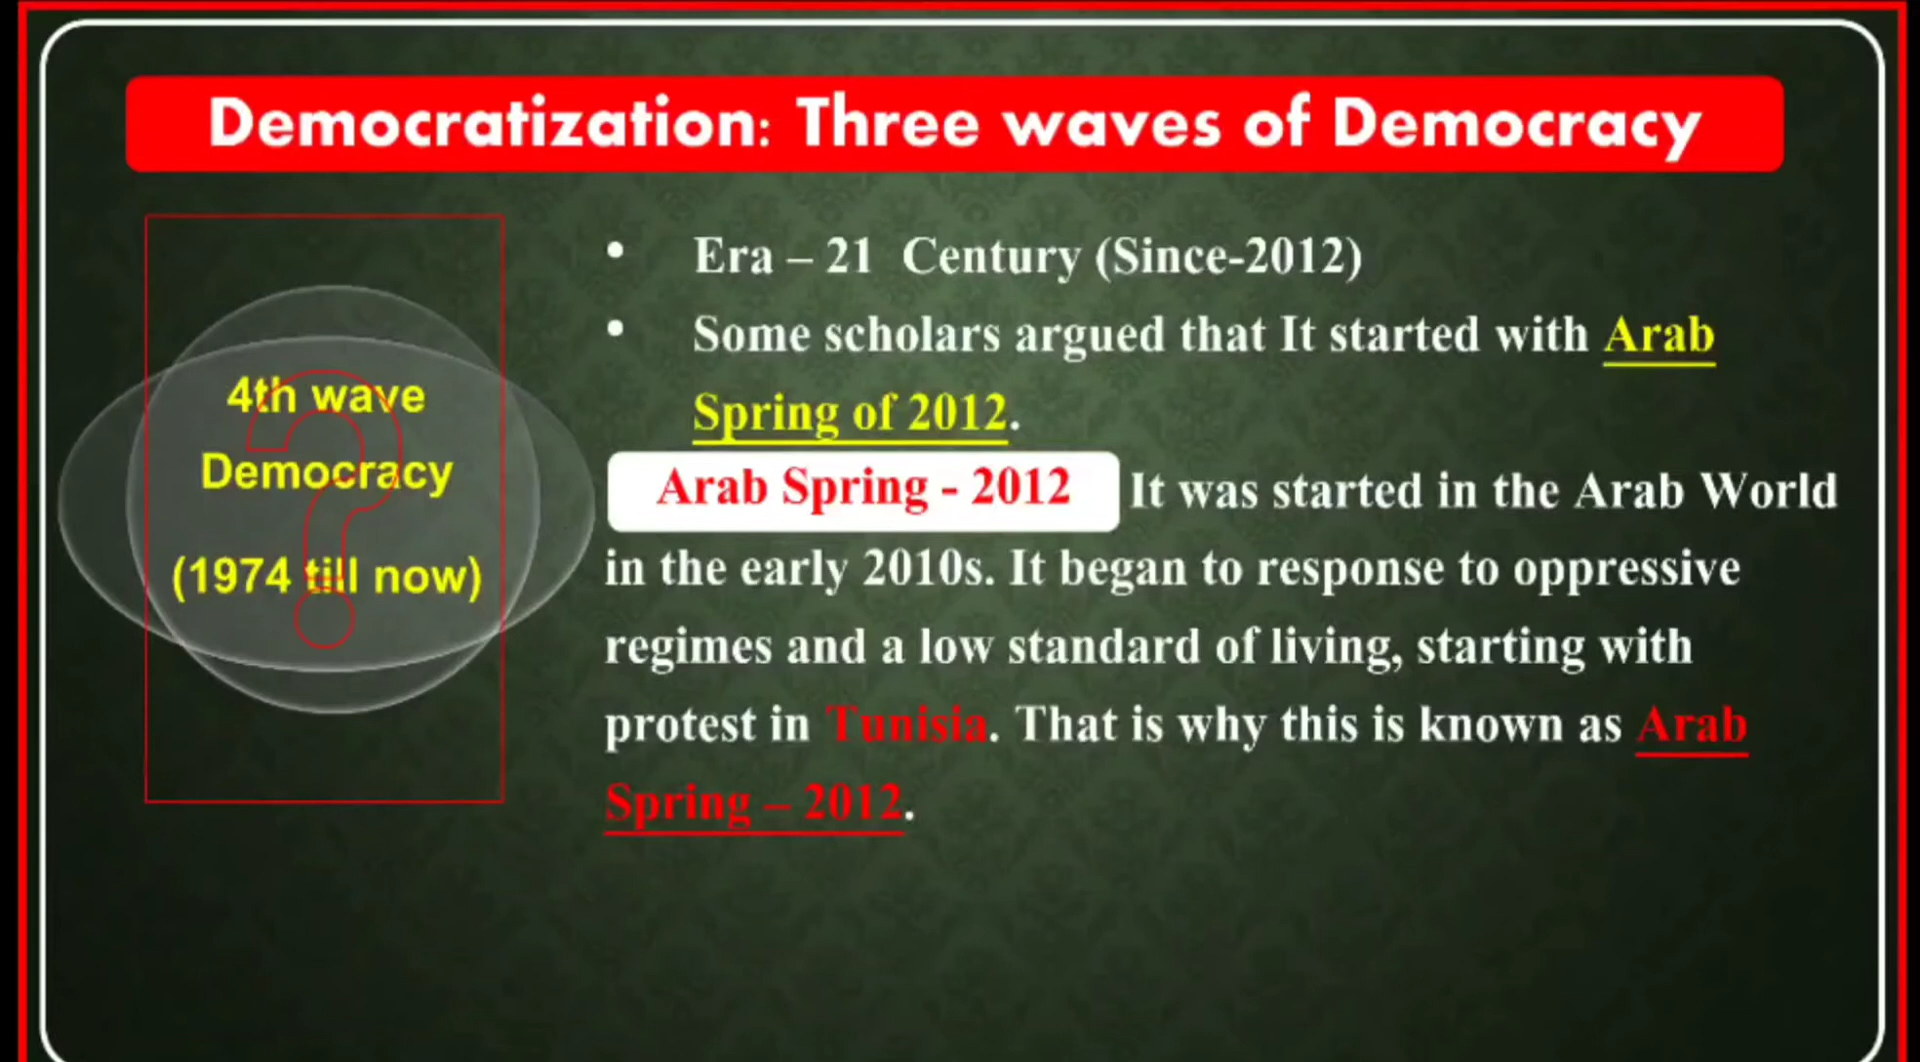 Democratization: Three waves of Democracy
4th wave
Democracy
(1974 till now)
• Era – 21 Century (Since-2012)
• Some scholars argued that It started with Arab
Spring of 2012.
Arab Spring - 2012 It was started in the Arab World
in the early 2010s. It began to response to oppressive
regimes and a low standard of living, starting with
protest in Tunisia. That is why this is known as Arab
Spring – 2012.